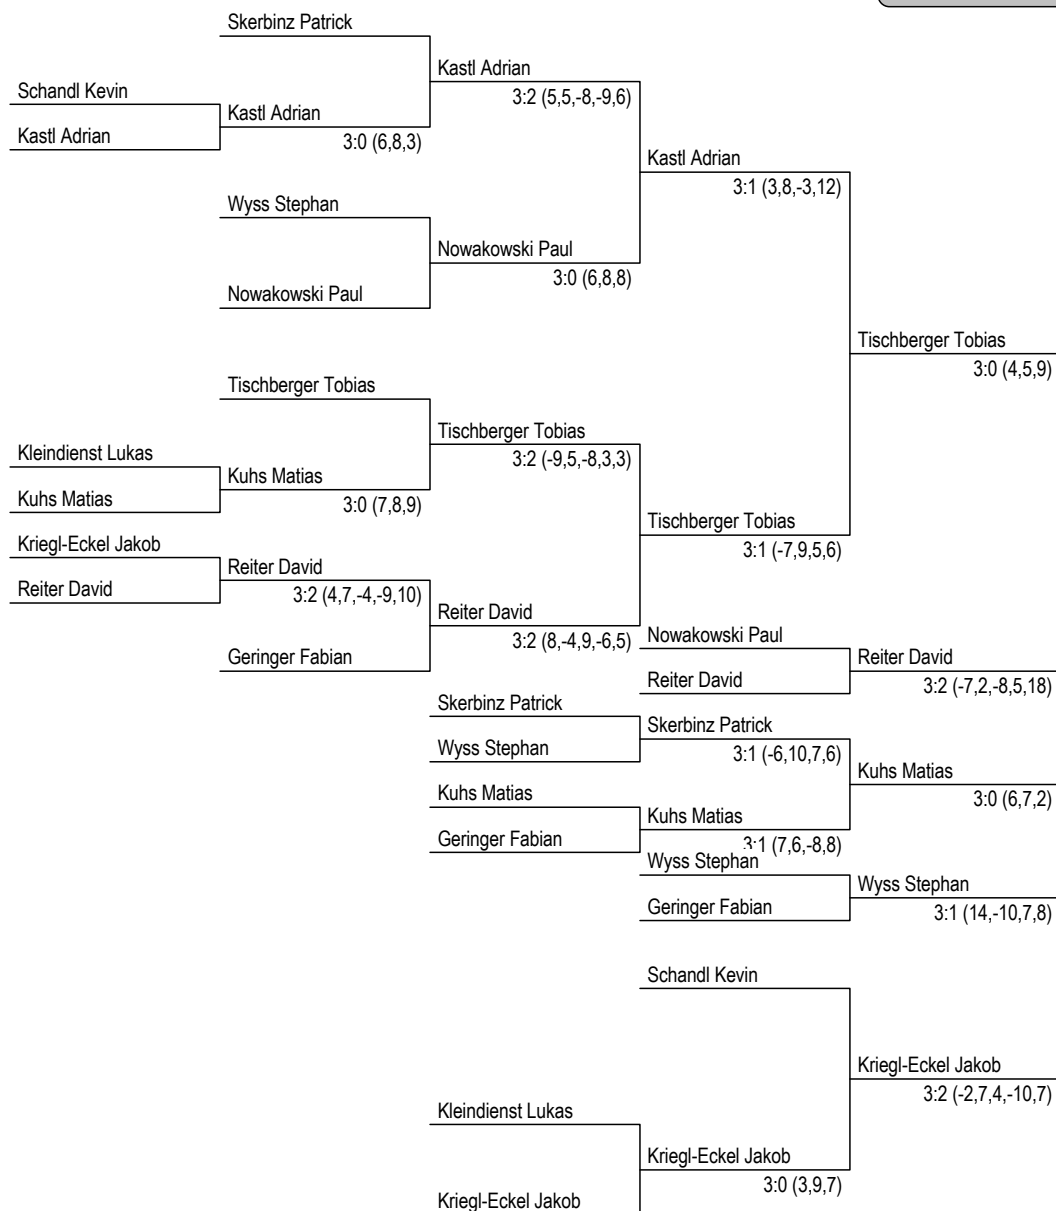 Skerbinz Patrick
Kastl Adrian
3:2 (5,5,-8,-9,6)
Schandl Kevin
Kastl Adrian
Kastl Adrian
3:0 (6,8,3)
Kastl Adrian
3:1 (3,8,-3,12)
Wyss Stephan
Nowakowski Paul
3:0 (6,8,8)
Nowakowski Paul
Tischberger Tobias
3:0 (4,5,9)
Tischberger Tobias
Tischberger Tobias
3:2 (-9,5,-8,3,3)
Kleindienst Lukas
Kuhs Matias
Kuhs Matias
3:0 (7,8,9)
Tischberger Tobias
3:1 (-7,9,5,6)
Kriegl-Eckel Jakob
Reiter David
Reiter David
3:2 (4,7,-4,-9,10)
Reiter David
3:2 (8,-4,9,-6,5)
Geringer Fabian
Nowakowski Paul
Reiter David
Reiter David
3:2 (-7,2,-8,5,18)
Skerbinz Patrick
Wyss Stephan
Skerbinz Patrick
3:1 (-6,10,7,6)
Kuhs Matias
3:0 (6,7,2)
Kuhs Matias
Geringer Fabian
Kuhs Matias
3:1 (7,6,-8,8)
Wyss Stephan
Geringer Fabian
Wyss Stephan
3:1 (14,-10,7,8)
Schandl Kevin
Kriegl-Eckel Jakob
3:2 (-2,7,4,-10,7)
Kleindienst Lukas
Kriegl-Eckel Jakob
3:0 (3,9,7)
Kriegl-Eckel Jakob